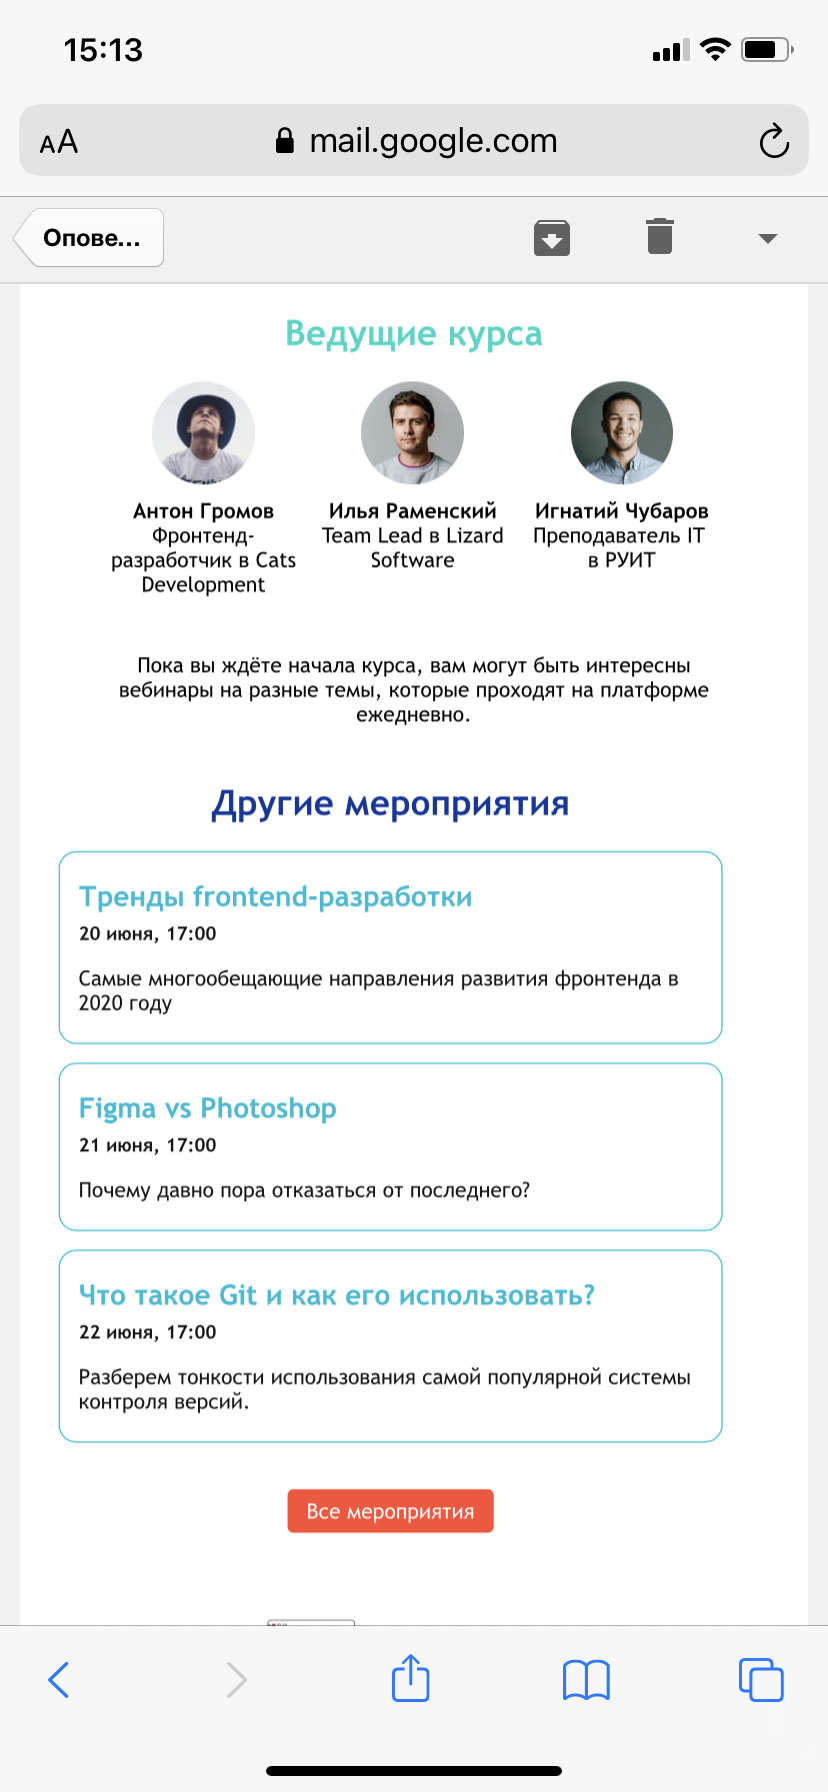 15:13
AA mail.google.com
Опове...
Ведущие курса
Антон Громов
Фронтенд-
разработчик в Cats
Development
Илья Раменский
Team Lead в Lizard
Software
Игнатий Чубаров
Преподаватель IT
в РУИТ
Пока вы ждёте начала курса, вам могут быть интересны
вебинары на разные темы, которые проходят на платформе
ежедневно.
Другие мероприятия
Тренды frontend-разработки
20 июня, 17:00
Самые многообещающие направления развития фронтенда в
2020 году
Figma vs Photoshop
21 июня, 17:00
Почему давно пора отказаться от последнего?
Что такое Git и как его использовать?
22 июня, 17:00
Разберем тонкости использования самой популярной системы
контроля версий.
Все мероприятия